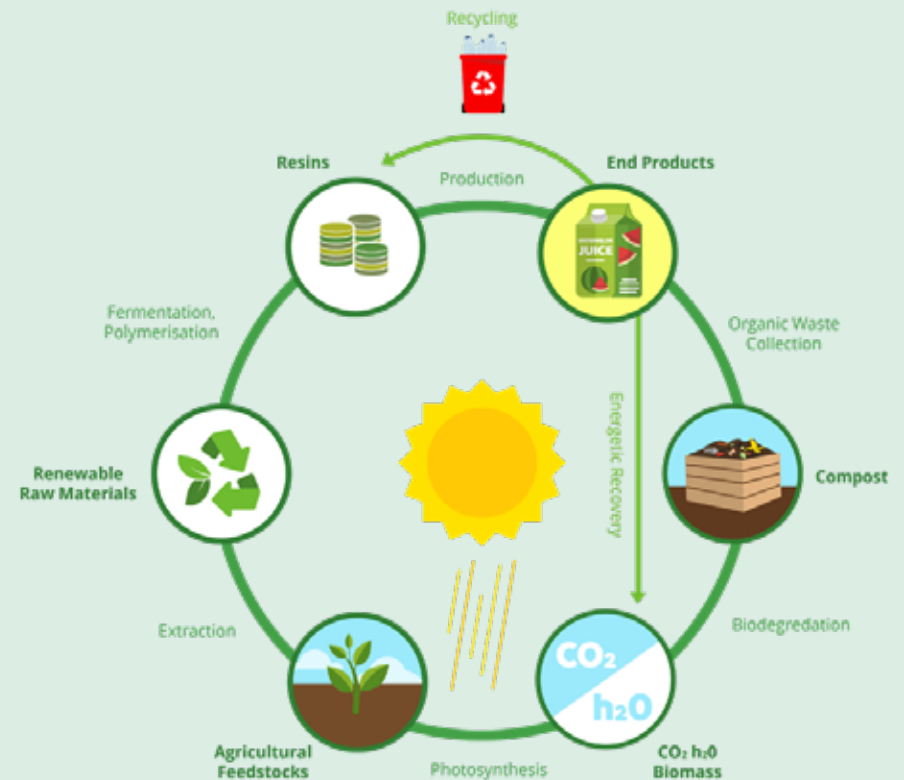 Recycling
Resins
End Products
Production
JUICE
Fermentation,
Polymerisation
Organic Waste
Collection
Energetic Recovery
Renewable
Raw Materials
Compost
Extraction
Biodegredation
CO₂
h₂O
Agricultural
Feedstocks
Photosynthesis
CO₂ h₂0
Biomass